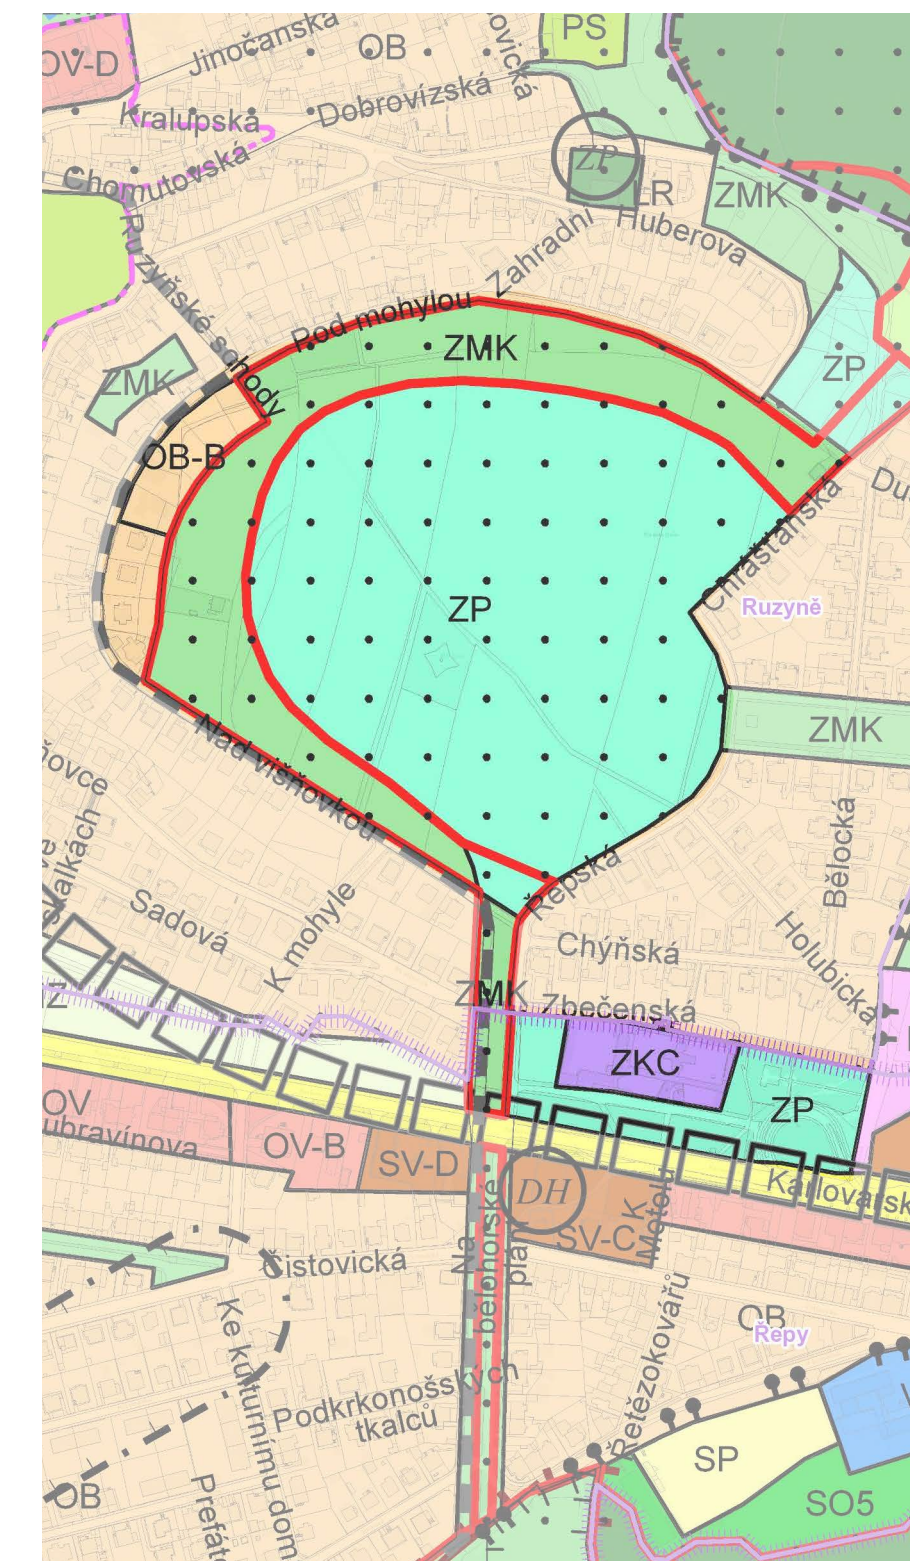 PS
OV-D
Jinočanská
OB
Dobrovízská
Kralupská
Chomutovská
ZP
LR
ZMK
Huberova
Zahradní
Ruzyňské schody
Pod mohylou
ZMK
ZMK
ZP
OB-B
Chrášťanská
Ruzyně
ZP
ZMK
Nad višňovkou
Bělocká
Sadová
K mohyle
Řepská
Chýňská
Holubická
ZMK
Zbečenská
ZKC
ZP
OV
OV-B
SV-D
DH
Karlovarsk
SV-C
K Motolu
Na bělohorské pláni
Čistovická
OB
Řepy
Ke kulturnímu dom
Podkrkonošských
tkalců
Řetězokovářů
SP
SO5
OB